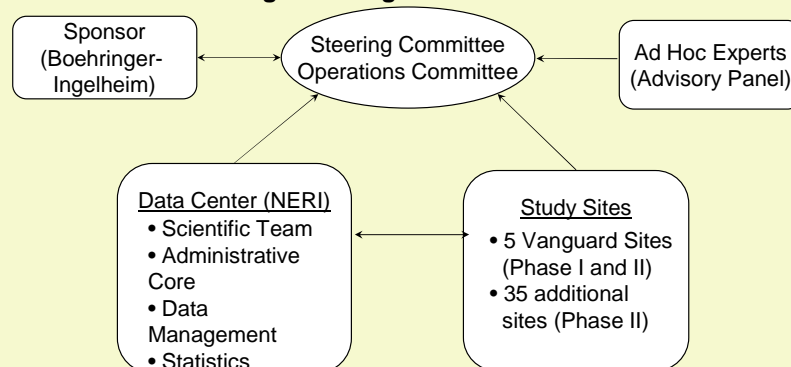 Sponsor
(Boehringer-
Ingelheim)
Steering Committee
Operations Committee
Ad Hoc Experts
(Advisory Panel)
Data Center (NERI)
• Scientific Team
• Administrative
Core
• Data
Management
• Statistics
Study Sites
• 5 Vanguard Sites
(Phase I and II)
• 35 additional
sites (Phase II)